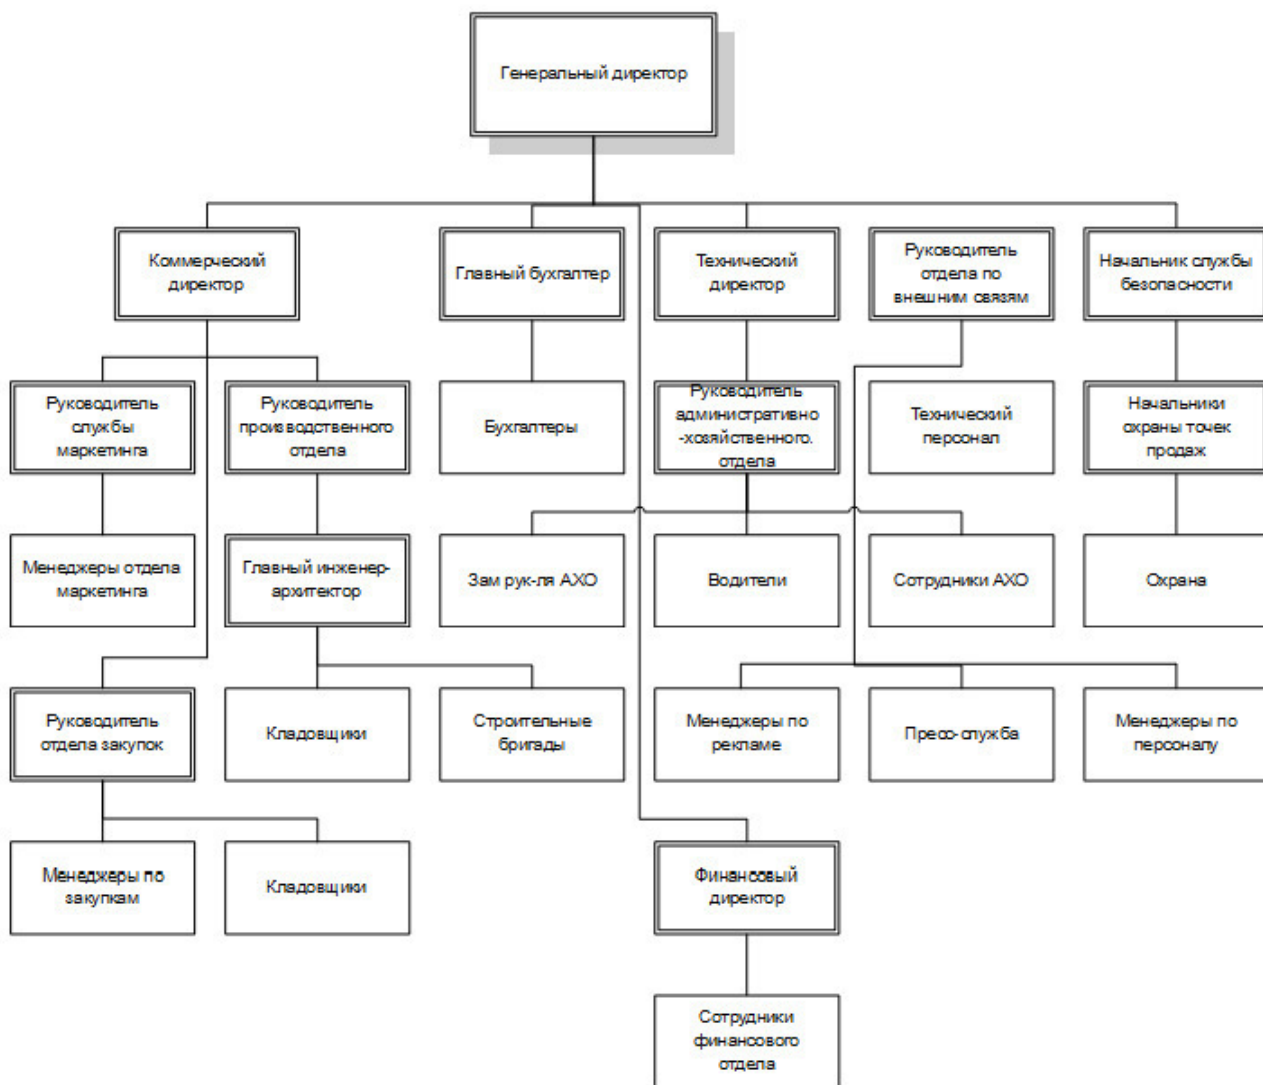 Генеральный директор
Коммерческий
директор
Главный бухгалтер
Технический
директор
Руководитель
отдела по
внешним связям
Начальник службы
безопасности
Руководитель
службы
маркетинга
Руководитель
производственного
отдела
Бухгалтеры
Руководитель
административно
-хозяйственного.
отдела
Технический
персонал
Начальники
охраны точек
продаж
Менеджеры отдела
маркетинга
Главный инженер-
архитектор
Зам рук-ля АХО
Водители
Сотрудники АХО
Охрана
Руководитель
отдела закупок
Кладовщики
Строительные
бригады
Менеджеры по
рекламе
Пресс-служба
Менеджеры по
персоналу
Менеджеры по
закупкам
Кладовщики
Финансовый
директор
Сотрудники
финансового
отдела